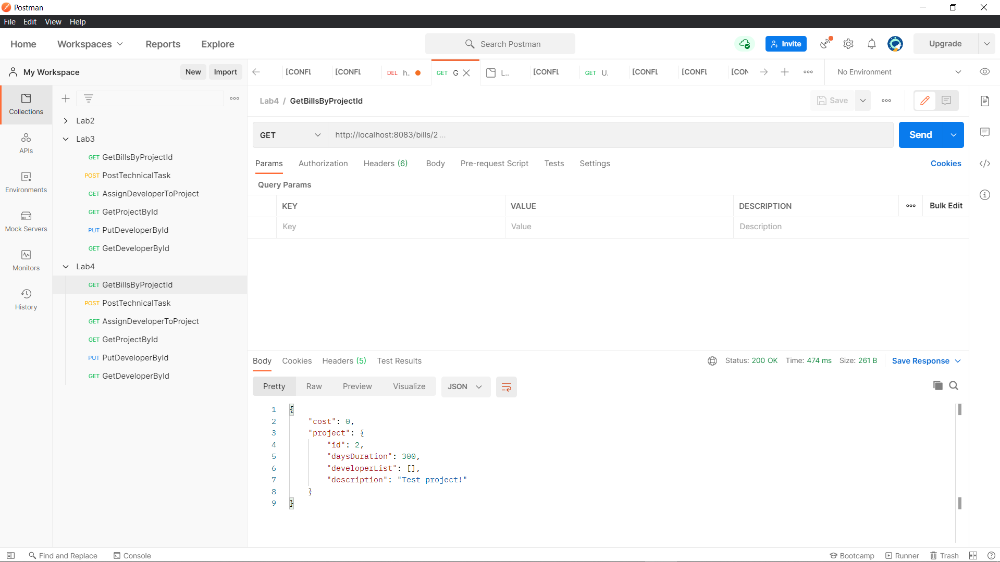 Postman
File Edit View Help
Home Workspaces Reports Explore Search Postman Invite Upgrade
My Workspace New Import
[CONFL [CONFL DEL h.. GET G L.. [CONFL GET U. [CONFL [CONFL [CON No Environment
Collections
APIs
Environments
Mock Servers
Monitors
History
Lab2
Lab3
GET GetBillsByProjectId
POST PostTechnicalTask
GET AssignDeveloperToProject
GET GetProjectById
PUT PutDeveloperById
GET GetDeveloperById
Lab4
GET GetBillsByProjectId
POST PostTechnicalTask
GET AssignDeveloperToProject
GET GetProjectById
PUT PutDeveloperById
GET GetDeveloperById
Lab4 / GetBillsByProjectId Save
GET http://localhost:8083/bills/2 ... Send
Params Authorization Headers (6) Body Pre-request Script Tests Settings Cookies
Query Params
KEY VALUE DESCRIPTION Bulk Edit
Key Value Description
Body Cookies Headers (5) Test Results Status: 200 OK Time: 474 ms Size: 261 B Save Response
Pretty Raw Preview Visualize JSON
1 {
2 "cost": 0,
3 "project": {
4 "id": 2,
5 "daysDuration": 300,
6 "developerList": [],
7 "description": "Test project!"
8 }
9 }
Find and Replace Console Bootcamp Runner Trash